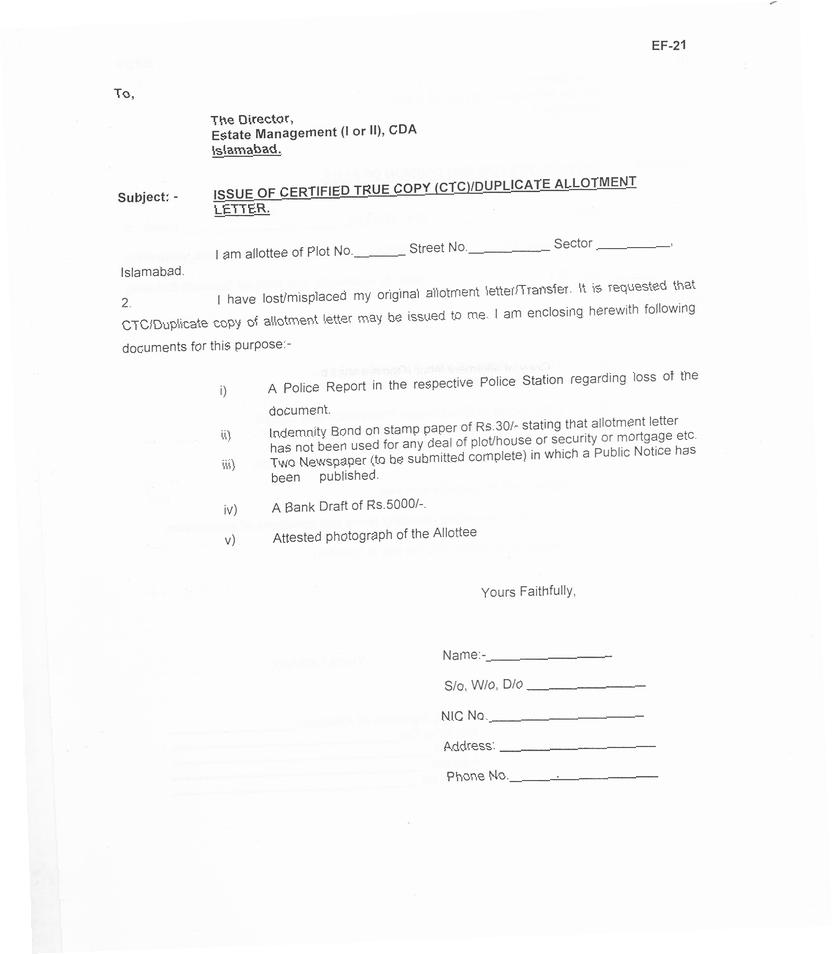 EF-21
To,
The Director,
Estate Management (I or II), CDA
Islamabad.
Subject: - ISSUE OF CERTIFIED TRUE COPY (CTC)/DUPLICATE ALLOTMENT
LETTER.
I am allottee of Plot No._______ Street No.___________ Sector __________,
Islamabad.
2. I have lost/misplaced my original allotment letter/Transfer. It is requested that
CTC/Duplicate copy of allotment letter may be issued to me. I am enclosing herewith following
documents for this purpose:-
i) A Police Report in the respective Police Station regarding loss of the
document.
ii) Indemnity Bond on stamp paper of Rs.30/- stating that allotment letter
has not been used for any deal of plot/house or security or mortgage etc.
iii) Two Newspaper (to be submitted complete) in which a Public Notice has
been published.
iv) A Bank Draft of Rs.5000/-.
v) Attested photograph of the Allottee
Yours Faithfully,
Name:-_________________
S/o, W/o, D/o ________________
NIC No._____________________
Address: _____________________
Phone No.____________________